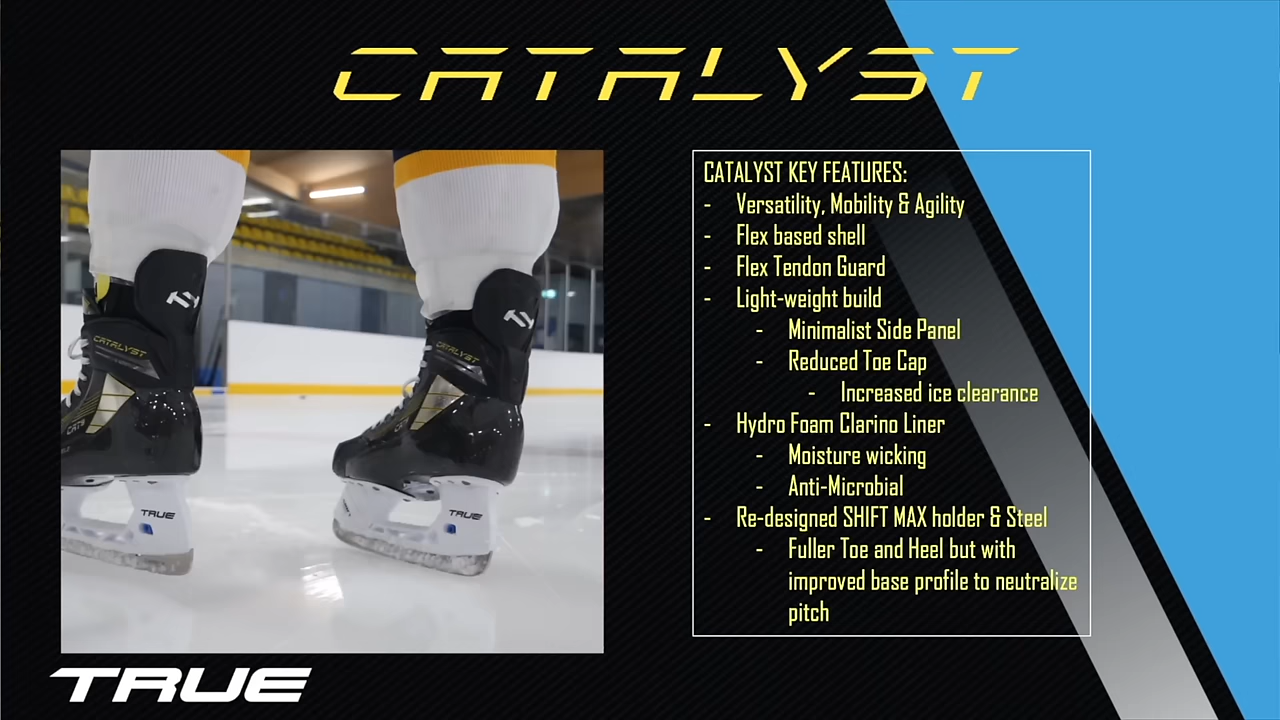 CATALYST
CATALYST KEY FEATURES:
- Versatility, Mobility & Agility
- Flex based shell
- Flex Tendon Guard
- Light-weight build
- Minimalist Side Panel
- Reduced Toe Cap
- Increased ice clearance
- Hydro Foam Clarino Liner
- Moisture wicking
- Anti-Microbial
- Re-designed SHIFT MAX holder & Steel
- Fuller Toe and Heel but with
improved base profile to neutralize
pitch
CATALYST
CATALYST
TRUE
TRUE
TRUE